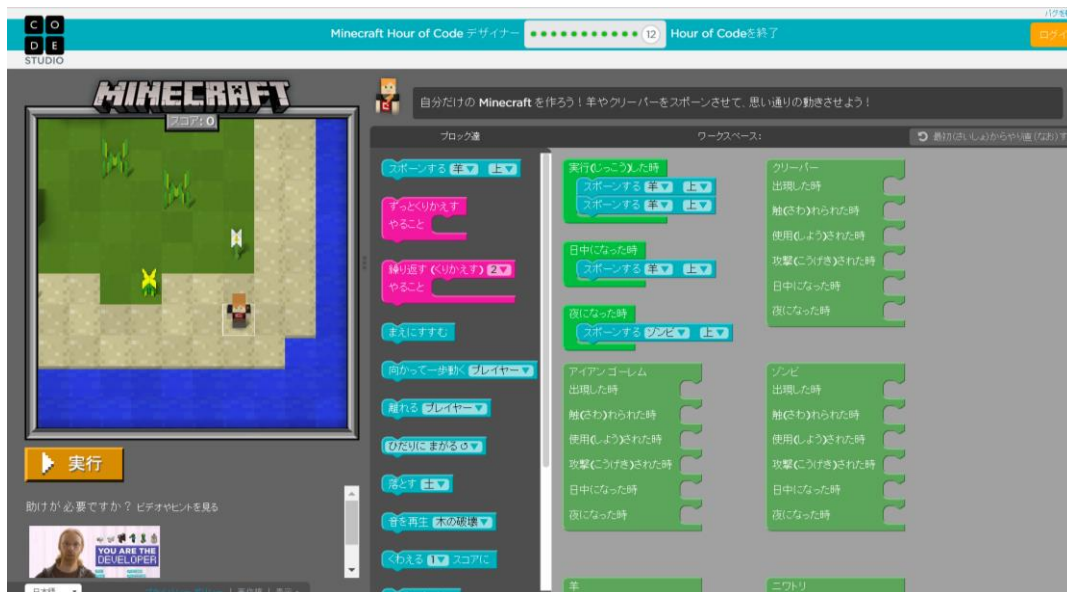 CODE
STUDIO
Minecraft Hour of Code デザイナー
12
Hour of Codeを終了
MINECRAFT
スコア: 0
自分だけの Minecraft を作ろう！羊やクリーパーをスポーンさせて、思い通りの動きさせよう！
ブロック達
ワークスペース:
最初(さいしょ)からやり直(なお)す
スポーンする 羊▼ 上▼
ずっとくりかえす
やること
繰り返す (くりかえす) 2▼
やること
まえにすすむ
向かって一歩動く プレイヤー▼
離れる プレイヤー▼
ひだりに まがる↺▼
落とす 土▼
音を再生 木の破壊▼
くわえる 1▼ スコアに
実行(じっこう)した時
スポーンする 羊▼ 上▼
スポーンする 羊▼ 上▼
日中になった時
スポーンする 羊▼ 上▼
夜になった時
スポーンする ゾンビ▼ 上▼
クリーパー
出現した時
触(さわ)れられた時
使用(しよう)された時
攻撃(こうげき)された時
日中になった時
夜になった時
アイアン ゴーレム
出現した時
触(さわ)れられた時
使用(しよう)された時
攻撃(こうげき)された時
日中になった時
夜になった時
ゾンビ
出現した時
触(さわ)れられた時
使用(しよう)された時
攻撃(こうげき)された時
日中になった時
夜になった時
羊
ニワトリ
実行
助けが必要ですか？ ビデオやヒントを見る
YOU ARE THE
DEVELOPER
日本語